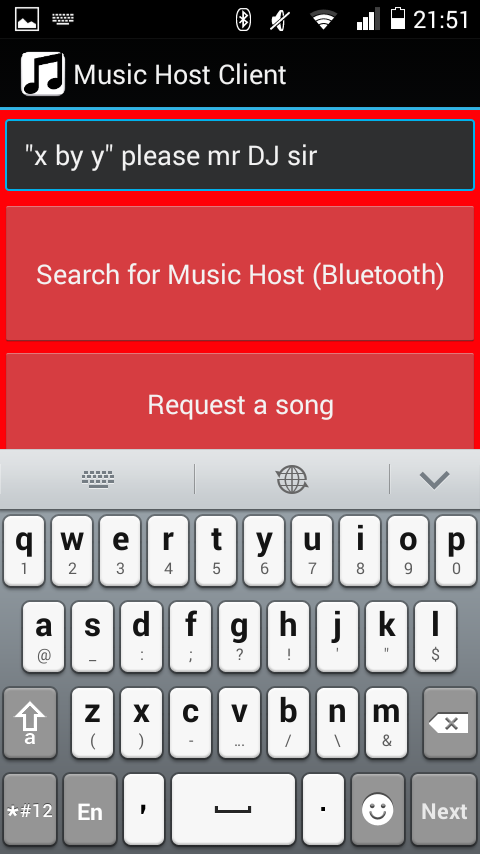 21:51
Music Host Client
"x by y" please mr DJ sir
Search for Music Host (Bluetooth)
Request a song
q w e r t y u i o p
1 2 3 4 5 6 7 8 9 0
a s d f g h j k l
@ _ : ; ? ! ' " $
z x c v b n m
a ( ) - ... / \ &
*#12 En , . Next